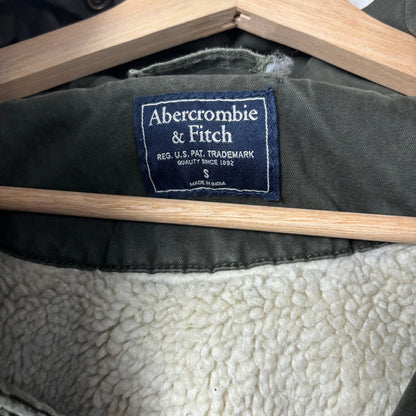 Abercrombie
& Fitch
REG. U.S. PAT. TRADEMARK
QUALITY SINCE 1892
S
MADE IN INDIA